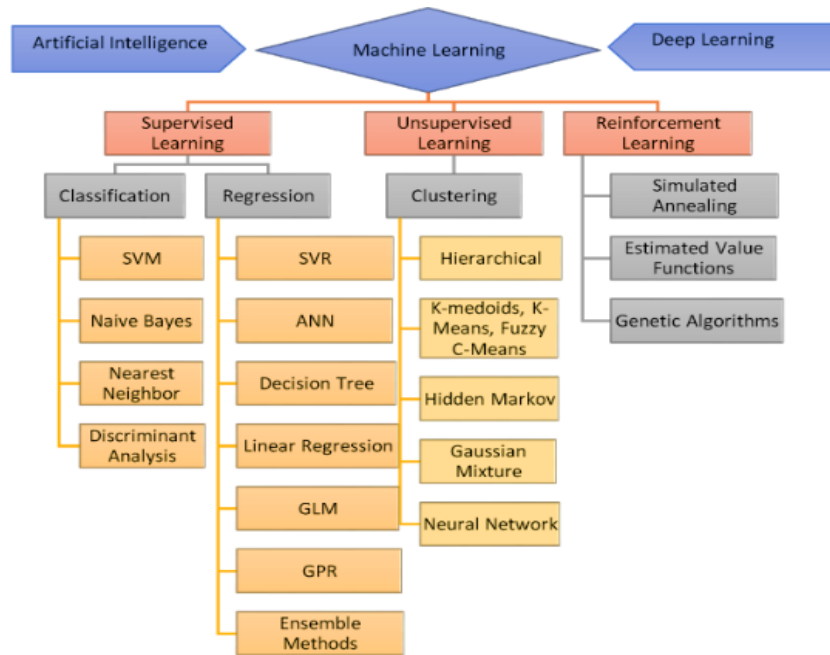 Artificial Intelligence
Machine Learning
Deep Learning
Supervised
Learning
Unsupervised
Learning
Reinforcement
Learning
Classification
Regression
Clustering
Simulated
Annealing
Estimated Value
Functions
Genetic Algorithms
SVM
Naive Bayes
Nearest
Neighbor
Discriminant
Analysis
SVR
ANN
Decision Tree
Linear Regression
GLM
GPR
Ensemble
Methods
Hierarchical
K-medoids, K-
Means, Fuzzy
C-Means
Hidden Markov
Gaussian
Mixture
Neural Network